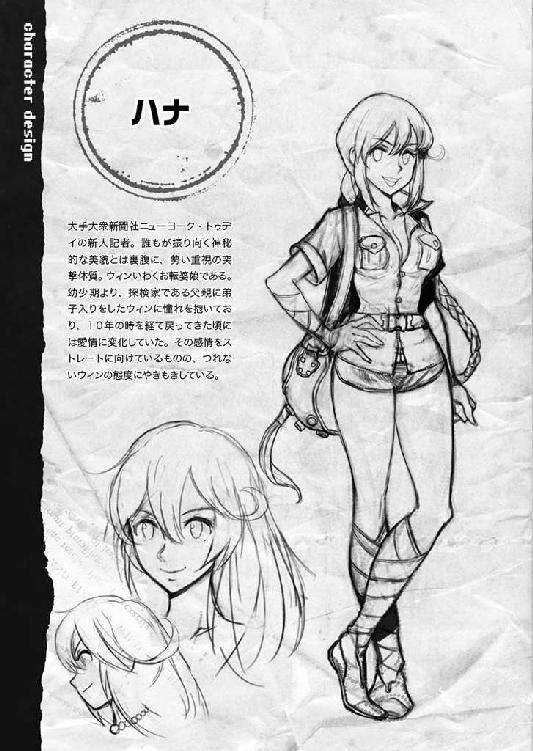 character design
ハナ
大手大衆新聞社ニューヨーク・トゥデ
イの新人記者。誰もが振り向く神秘
的な美貌とは裏腹に、勢い重視の突
撃体質。ウィンいわくお転婆娘である。
幼少期より、探検家である父親に弟
子入りをしたウィンに憧れを抱いてお
り、10年の時を経て戻ってきた頃に
は愛情に変化していた。その感情をス
トレートに向けているものの、つれな
いウィンの態度にやきもきしている。